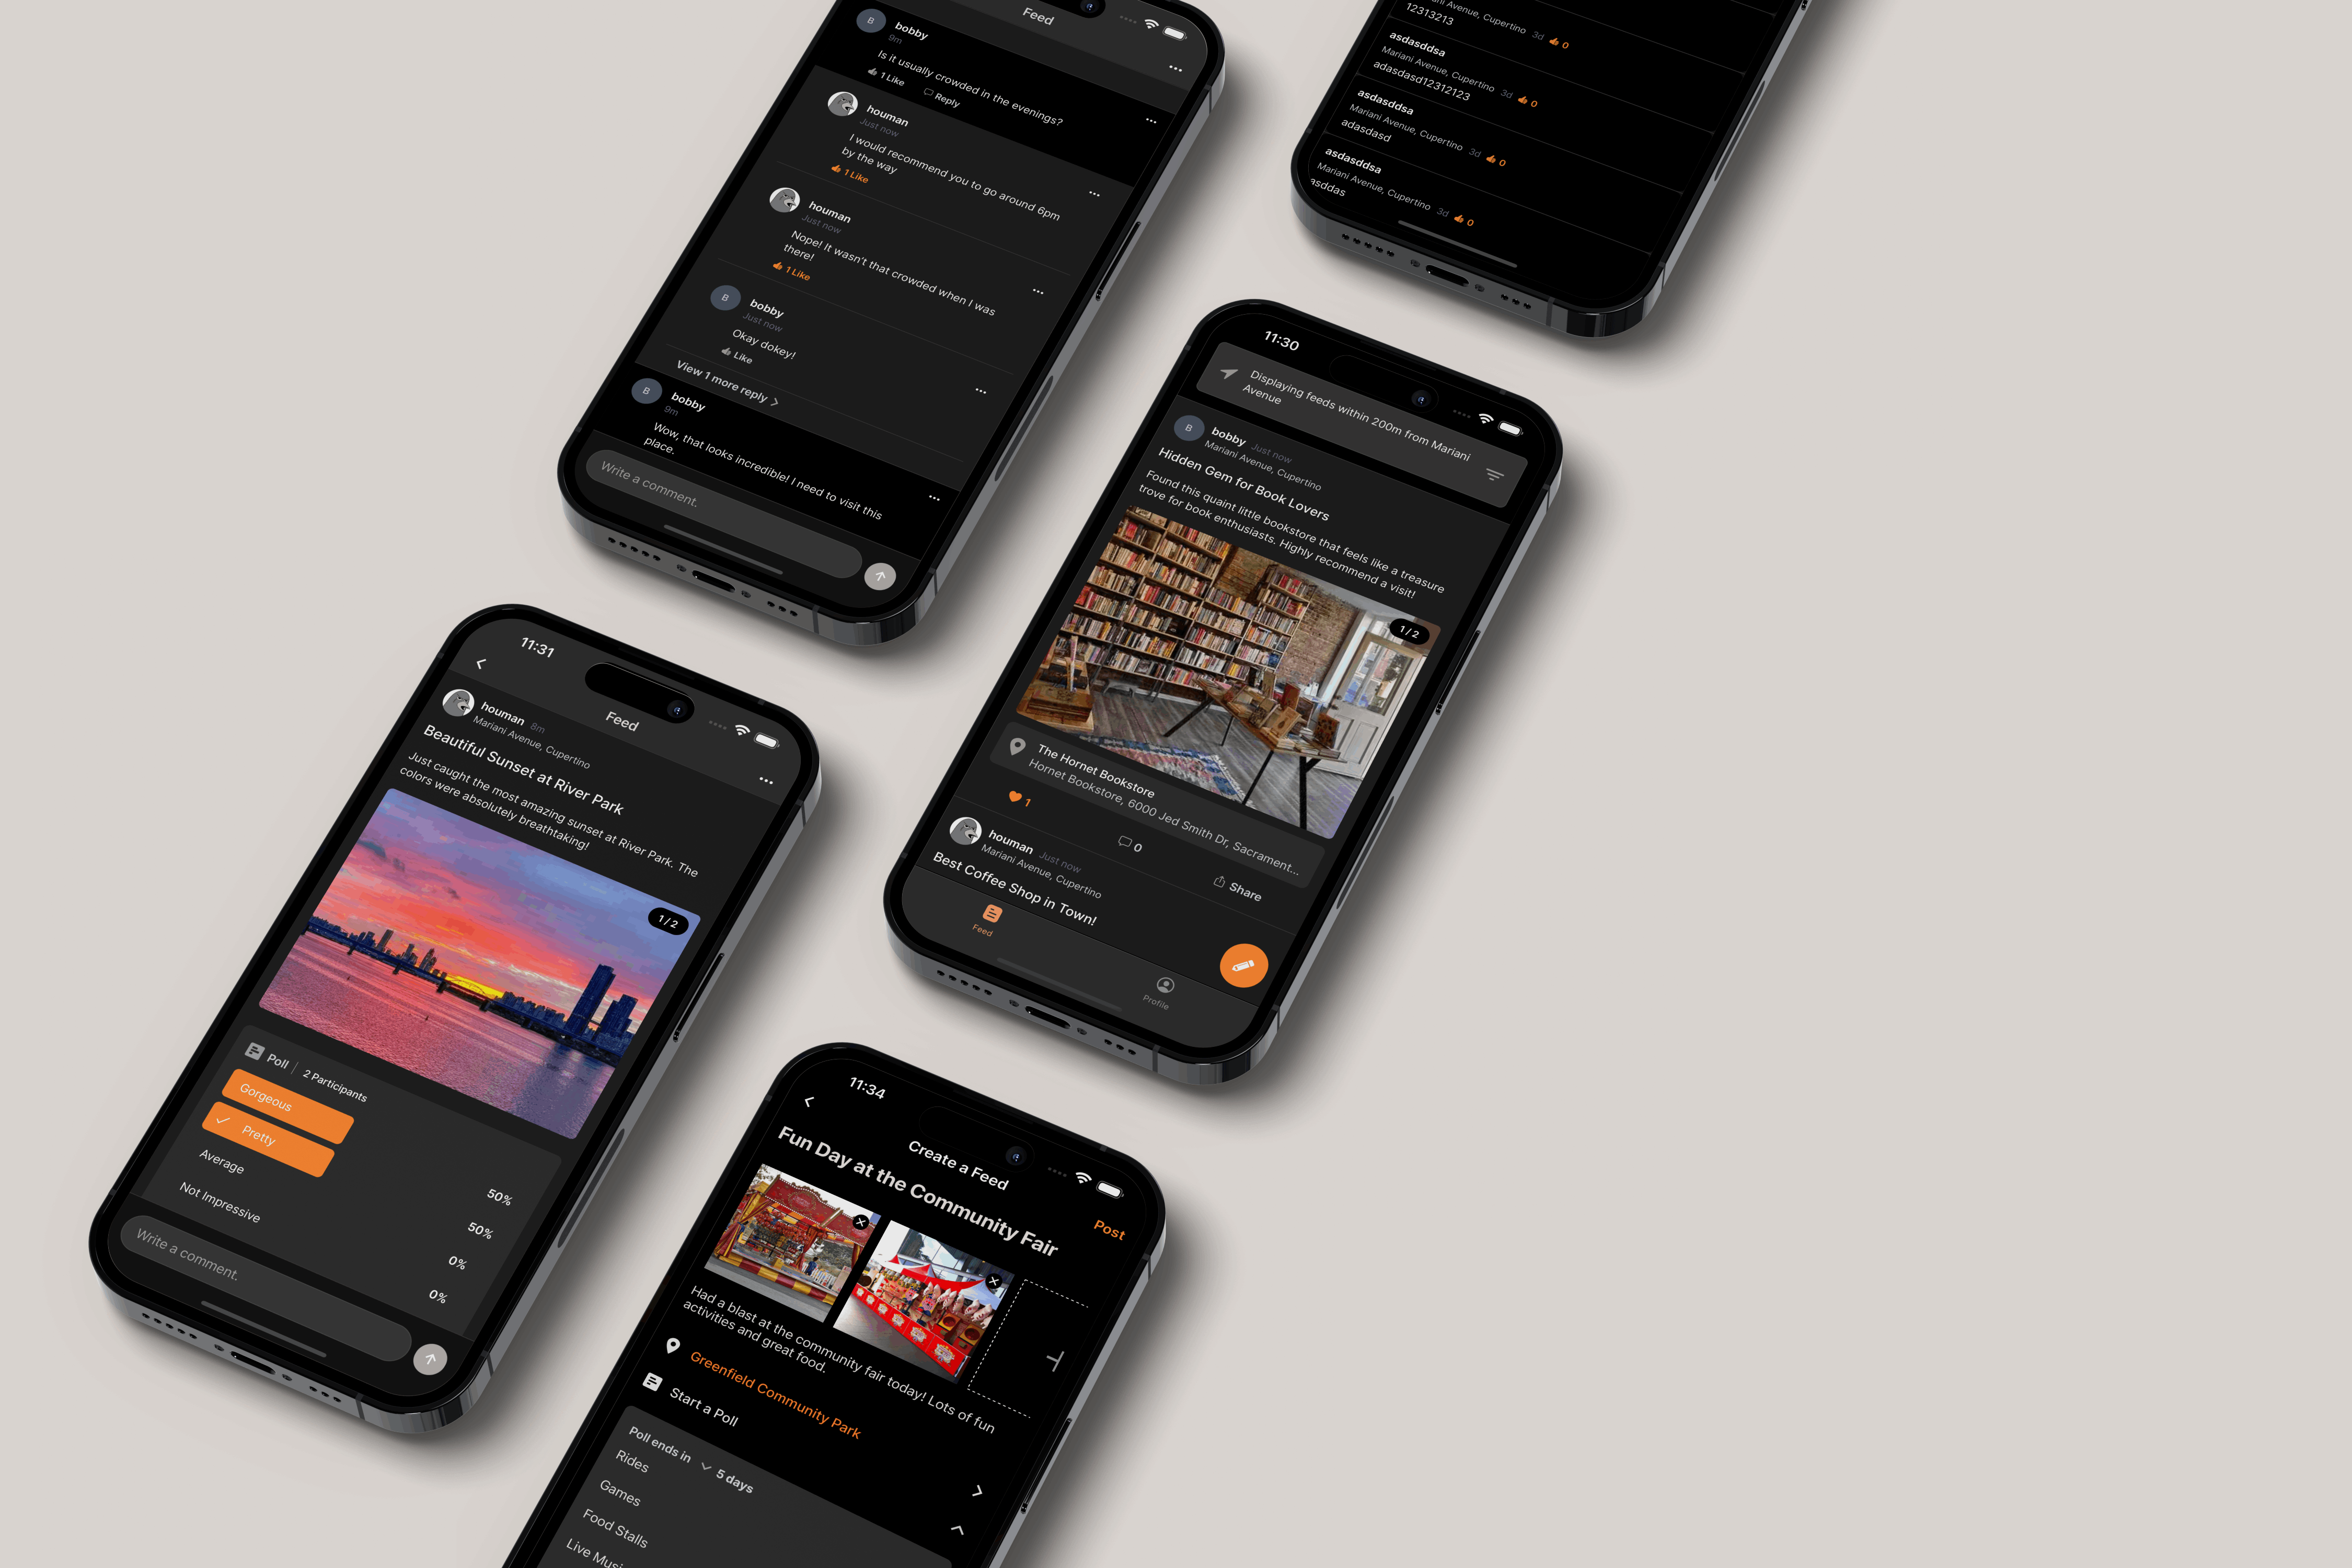 Feed
B
bobby
9m
Is it usually crowded in the evenings?
1 Like
Reply
houman
Just now
I would recommend you to go around 6pm
by the way
1 Like
houman
Just now
Nope! It wasn't that crowded when I was
there!
1 Like
B
bobby
Just now
Okay dokey!
Like
View 1 more reply
B
bobby
9m
Wow, that looks incredible! I need to visit this
place.
Write a comment.
Avenue, Cupertino 3d 0
12313213
asdasddsa
Mariani Avenue, Cupertino 3d 0
adasdasd12312123
asdasddsa
Mariani Avenue, Cupertino 3d 0
adasdasd
asdasddsa
Mariani Avenue, Cupertino 3d 0
asddas
11:30
Displaying feeds within 200m from Mariani
Avenue
B
bobby Just now
Mariani Avenue, Cupertino
Hidden Gem for Book Lovers
Found this quaint little bookstore that feels like a treasure
trove for book enthusiasts. Highly recommend a visit!
1 / 2
The Hornet Bookstore
Hornet Bookstore, 6000 Jed Smith Dr, Sacrament...
1
0
Share
houman Just now
Mariani Avenue, Cupertino
Best Coffee Shop in Town!
Feed
Profile
11:31
Feed
houman 8m
Mariani Avenue, Cupertino
Beautiful Sunset at River Park
Just caught the most amazing sunset at River Park. The
colors were absolutely breathtaking!
1 / 2
Poll | 2 Participants
Gorgeous 50%
Pretty 50%
Average 0%
Not Impressive 0%
Write a comment.
11:34
Create a Feed
Post
Fun Day at the Community Fair
Had a blast at the community fair today! Lots of fun
activities and great food.
Greenfield Community Park
Start a Poll
Poll ends in 5 days
Rides
Games
Food Stalls
Live Musi